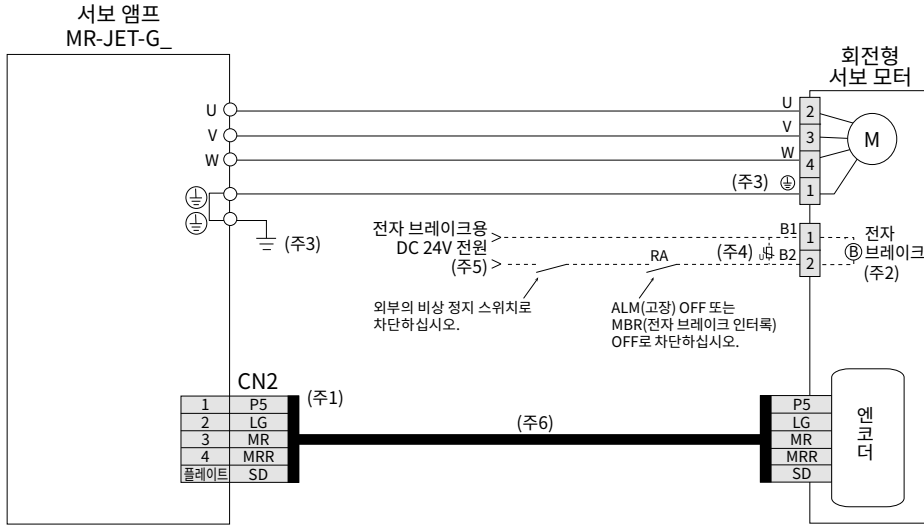 서보 앰프
MR-JET-G_
회전형
서보 모터
U
V
W
U
V
W
2
3
4
1
M
(주3)
(주3)
전자 브레이크용
DC 24V 전원
(주5)
RA
(주4)
U
B1
B2
1
2
B
전자
브레이크
(주2)
외부의 비상 정지 스위치로
차단하십시오.
ALM(고장) OFF 또는
MBR(전자 브레이크 인터록)
OFF로 차단하십시오.
CN2
(주1)
1 P5
2 LG
3 MR
4 MRR
플레이트 SD
(주6)
P5
LG
MR
MRR
SD
엔코더